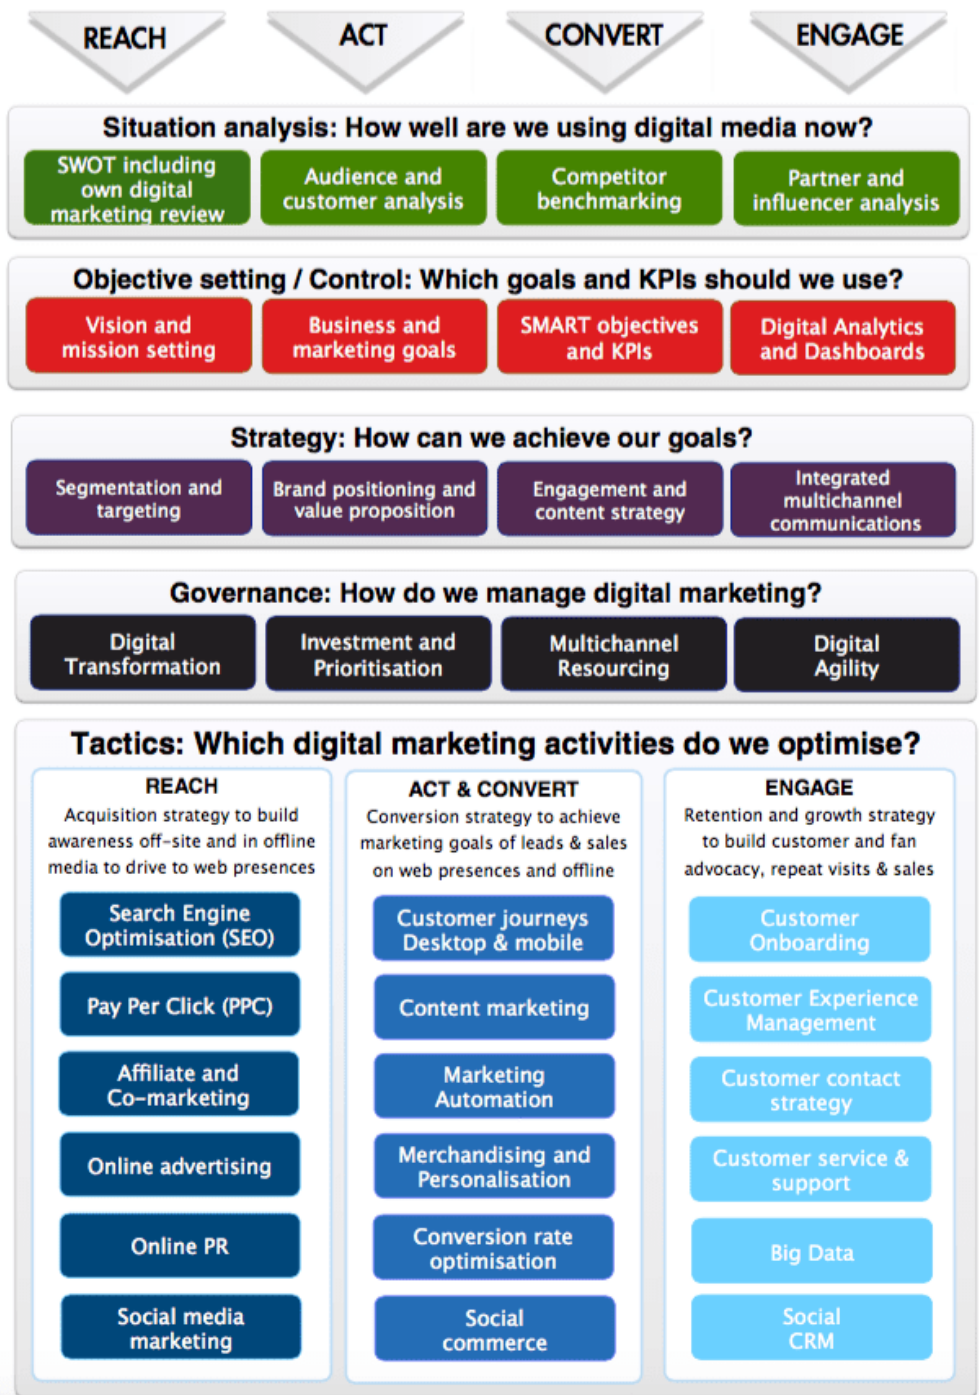 REACH
ACT
CONVERT
ENGAGE
Situation analysis: How well are we using digital media now?
SWOT including
own digital
marketing review
Audience and
customer analysis
Competitor
benchmarking
Partner and
influencer analysis
Objective setting / Control: Which goals and KPIs should we use?
Vision and
mission setting
Business and
marketing goals
SMART objectives
and KPIs
Digital Analytics
and Dashboards
Strategy: How can we achieve our goals?
Segmentation and
targeting
Brand positioning and
value proposition
Engagement and
content strategy
Integrated
multichannel
communications
Governance: How do we manage digital marketing?
Digital
Transformation
Investment and
Prioritisation
Multichannel
Resourcing
Digital
Agility
Tactics: Which digital marketing activities do we optimise?
REACH
Acquisition strategy to build
awareness off-site and in offline
media to drive to web presences
Search Engine
Optimisation (SEO)
Pay Per Click (PPC)
Affiliate and
Co-marketing
Online advertising
Online PR
Social media
marketing
ACT & CONVERT
Conversion strategy to achieve
marketing goals of leads & sales
on web presences and offline
Customer journeys
Desktop & mobile
Content marketing
Marketing
Automation
Merchandising and
Personalisation
Conversion rate
optimisation
Social
commerce
ENGAGE
Retention and growth strategy
to build customer and fan
advocacy, repeat visits & sales
Customer
Onboarding
Customer Experience
Management
Customer contact
strategy
Customer service &
support
Big Data
Social
CRM